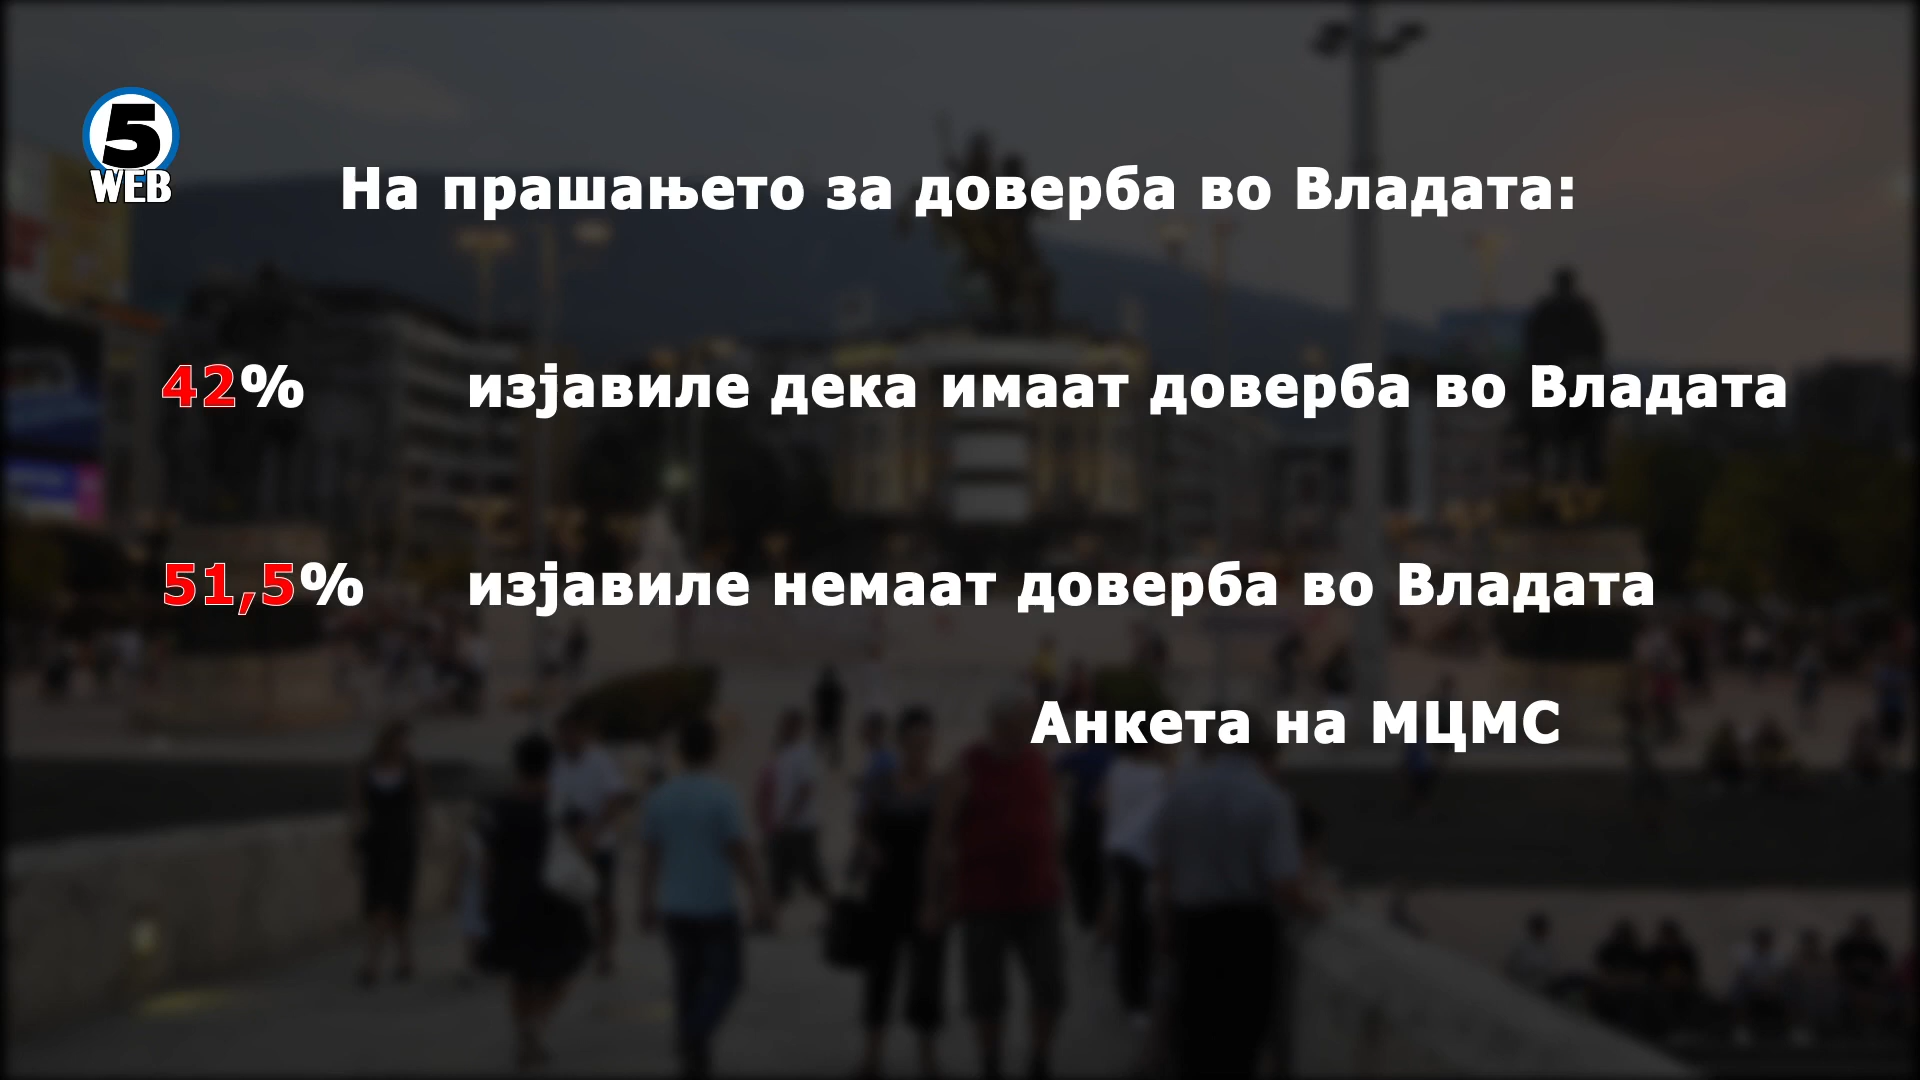 5
WEB
На прашањето за доверба во Владата:
42% изјавиле дека имаат доверба во Владата
51,5% изјавиле немаат доверба во Владата
Анкета на МЦМС